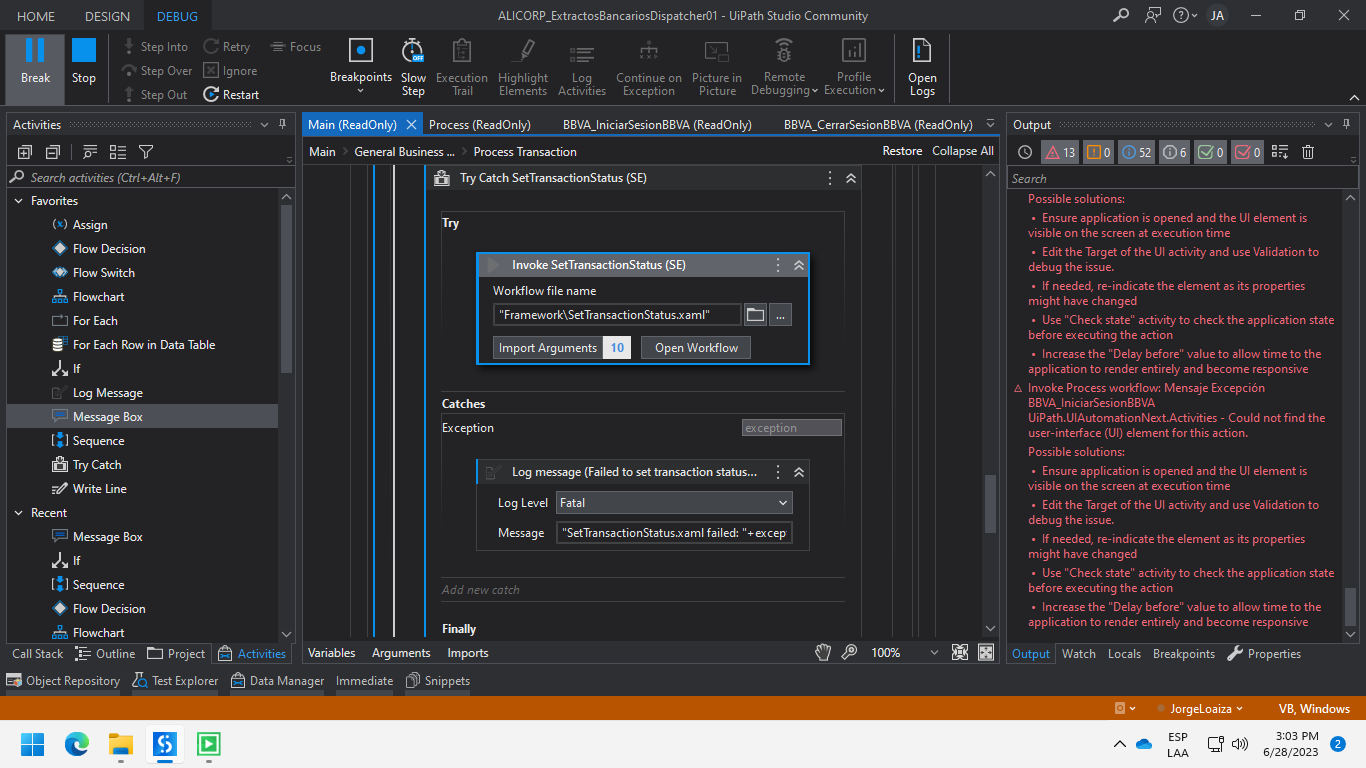 HOME DESIGN DEBUG
ALICORP_ExtractosBancariosDispatcher01 - UiPath Studio Community
JA
Break
Stop
Step Into
Step Over
Step Out
Retry
Ignore
Restart
Focus
Breakpoints
Slow
Step
OFF
Execution
Trail
Highlight
Elements
Log
Activities
Continue on
Exception
Picture in
Picture
Remote
Debugging
Profile
Execution
Open
Logs
Activities
Search activities (Ctrl+Alt+F)
Favorites
Assign
Flow Decision
Flow Switch
Flowchart
For Each
For Each Row in Data Table
If
Log Message
Message Box
Sequence
Try Catch
Write Line
Recent
Message Box
If
Sequence
Flow Decision
Flowchart
Call Stack Outline Project Activities
Main (ReadOnly) Process (ReadOnly) BBVA_IniciarSesionBBVA (ReadOnly) BBVA_CerrarSesionBBVA (ReadOnly)
Main General Business ... Process Transaction
Restore Collapse All
Try Catch SetTransactionStatus (SE)
Try
Invoke SetTransactionStatus (SE)
Workflow file name
"Framework\SetTransactionStatus.xaml"
...
Import Arguments 10 Open Workflow
Catches
Exception exception
Log message (Failed to set transaction status...
Log Level Fatal
Message "SetTransactionStatus.xaml failed: "+excep
Add new catch
Finally
Variables Arguments Imports 100%
Output
13 0 52 6 0 0
Search
Possible solutions:
• Ensure application is opened and the UI element is
visible on the screen at execution time
• Edit the Target of the UI activity and use Validation to
debug the issue.
• If needed, re-indicate the element as its properties
might have changed
• Use "Check state" activity to check the application state
before executing the action
• Increase the "Delay before" value to allow time to the
application to render entirely and become responsive
Invoke Process workflow: Mensaje Excepción
BBVA_IniciarSesionBBVA
UiPath.UIAutomationNext.Activities - Could not find the
user-interface (UI) element for this action.
Possible solutions:
• Ensure application is opened and the UI element is
visible on the screen at execution time
• Edit the Target of the UI activity and use Validation to
debug the issue.
• If needed, re-indicate the element as its properties
might have changed
• Use "Check state" activity to check the application state
before executing the action
• Increase the "Delay before" value to allow time to the
application to render entirely and become responsive
Output Watch Locals Breakpoints Properties
Object Repository Test Explorer Data Manager Immediate Snippets
JorgeLoaiza VB, Windows
ESP
LAA
3:03 PM
6/28/2023
2